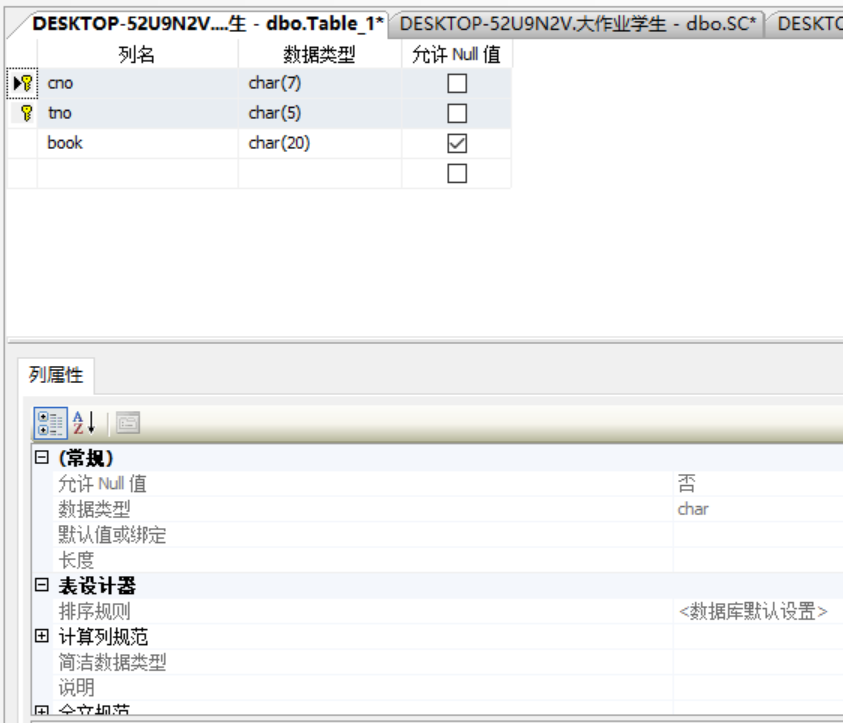 DESKTOP-52U9N2V....生 - dbo.Table_1* DESKTOP-52U9N2V.大作业学生 - dbo.SC* DESKTO
列名 数据类型 允许 Null 值
cno char(7)
tno char(5)
book char(20)
列属性
(常规)
允许 Null 值 否
数据类型 char
默认值或绑定
长度
表设计器
排序规则 <数据库默认设置>
计算列规范
简洁数据类型
说明